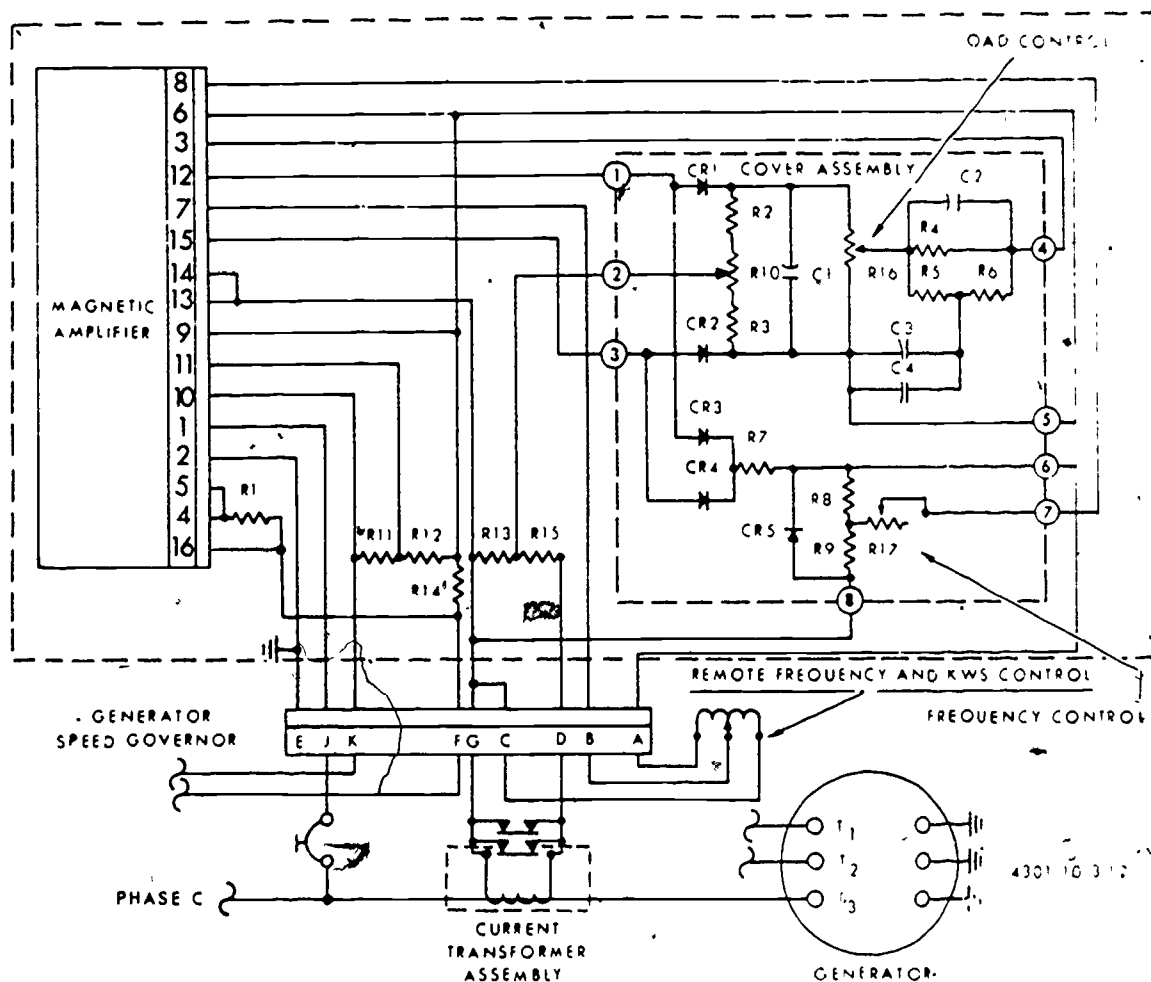 OAD CONTROL
8
6
3
12
7
15
14
13
9
11
10
1
2
5
4
16
MAGNETIC
AMPLIFIER
COVER ASSEMBLY
1
2
3
4
5
6
7
8
CR1
R2
R10
C1
R3
CR2
R16
C2
R4
R5
R6
C3
C4
CR3
CR4
R7
CR5
R8
R9
R17
R1
R11
R12
R13
R15
R14
REMOTE FREQUENCY AND KWS CONTROL
FREQUENCY CONTROL
GENERATOR
SPEED GOVERNOR
E J K F G C D B A
PHASE C
CURRENT
TRANSFORMER
ASSEMBLY
T1
T2
3
GENERATOR